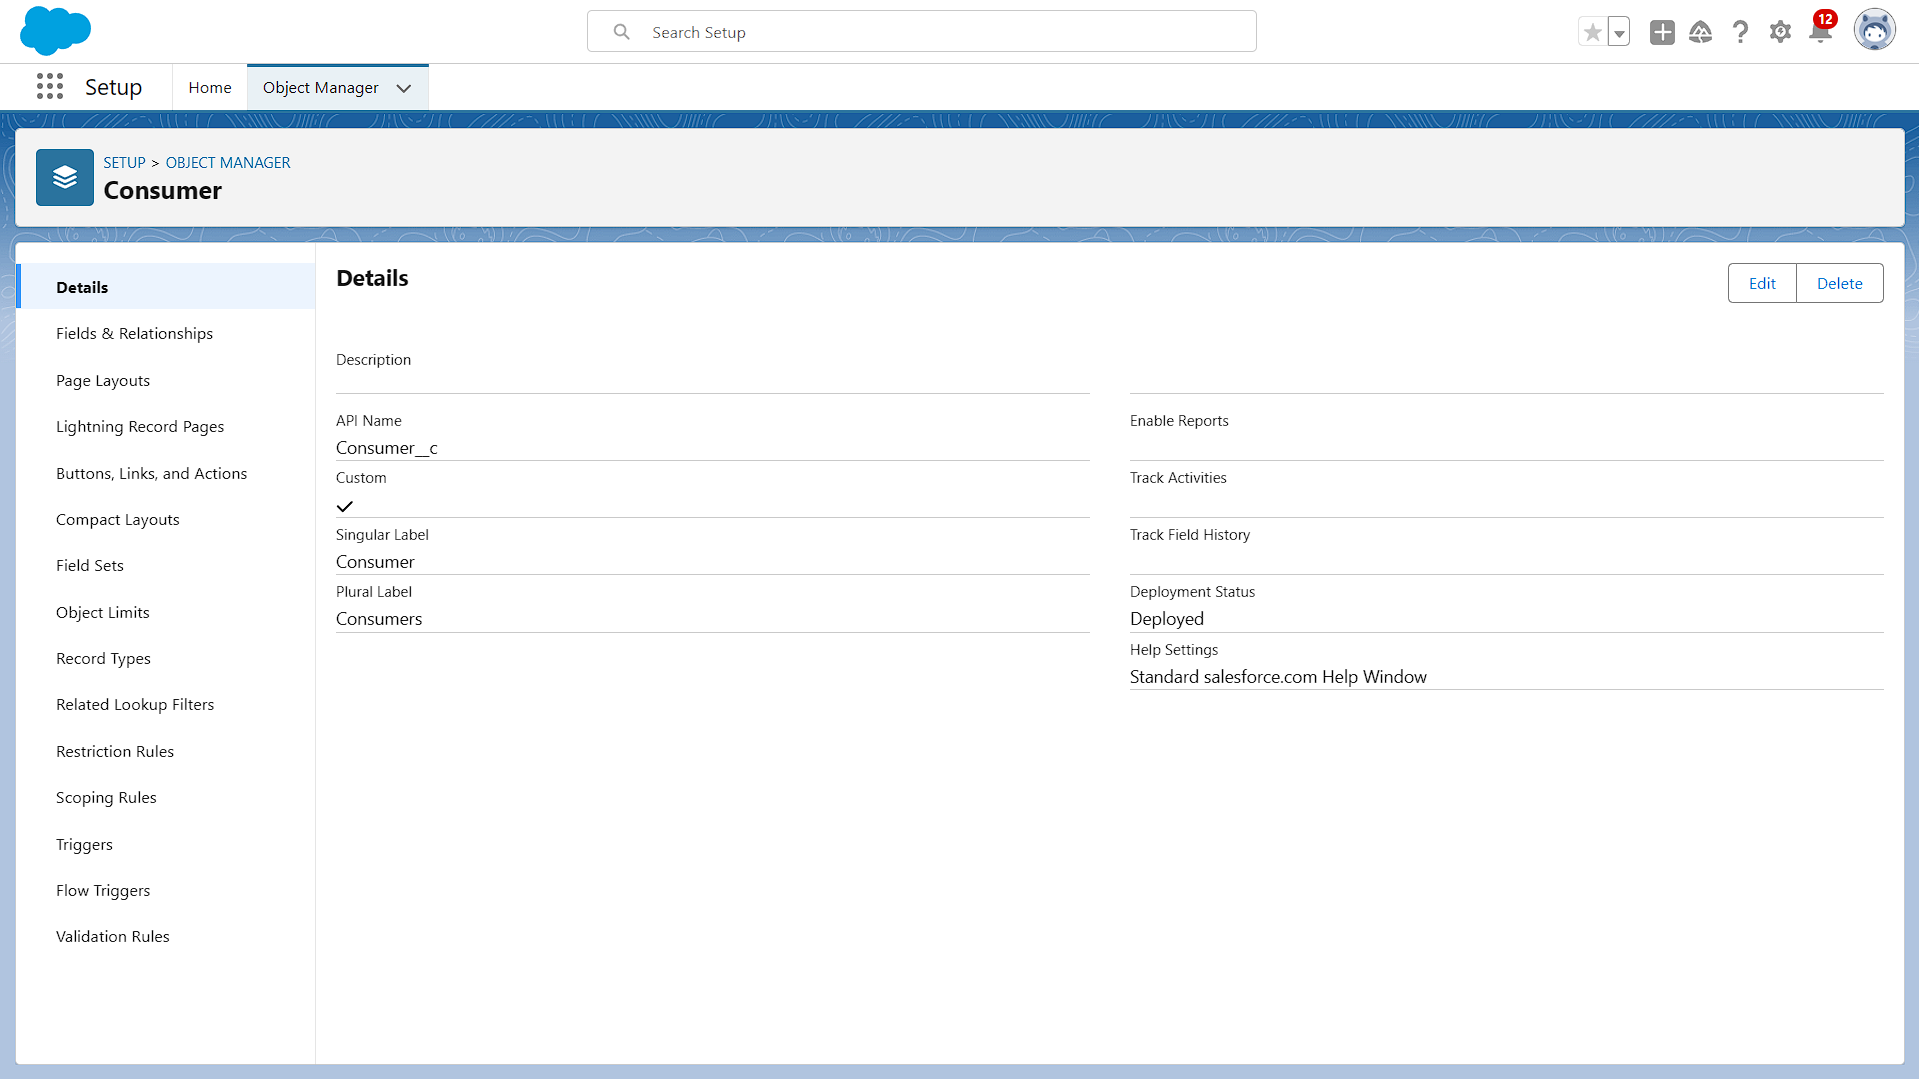 Search Setup
12
Setup
Home
Object Manager
SETUP > OBJECT MANAGER
Consumer
Details
Fields & Relationships
Page Layouts
Lightning Record Pages
Buttons, Links, and Actions
Compact Layouts
Field Sets
Object Limits
Record Types
Related Lookup Filters
Restriction Rules
Scoping Rules
Triggers
Flow Triggers
Validation Rules
Details
Edit
Delete
Description
API Name
Consumer__c
Custom
Singular Label
Consumer
Plural Label
Consumers
Enable Reports
Track Activities
Track Field History
Deployment Status
Deployed
Help Settings
Standard salesforce.com Help Window